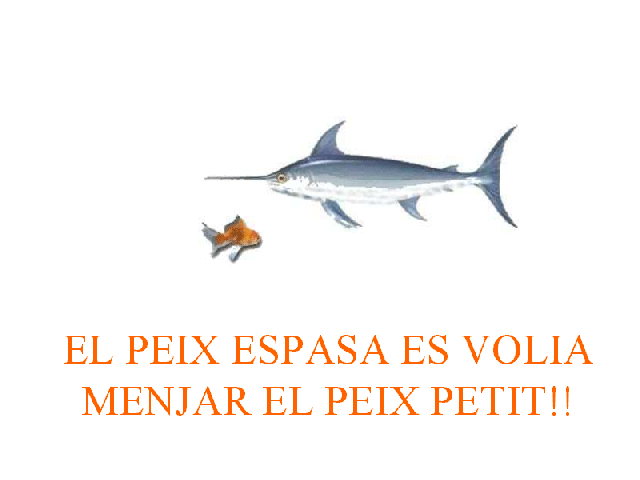 EL PEIX ESPASA ES VOLIA
MENJAR EL PEIX PETIT!!